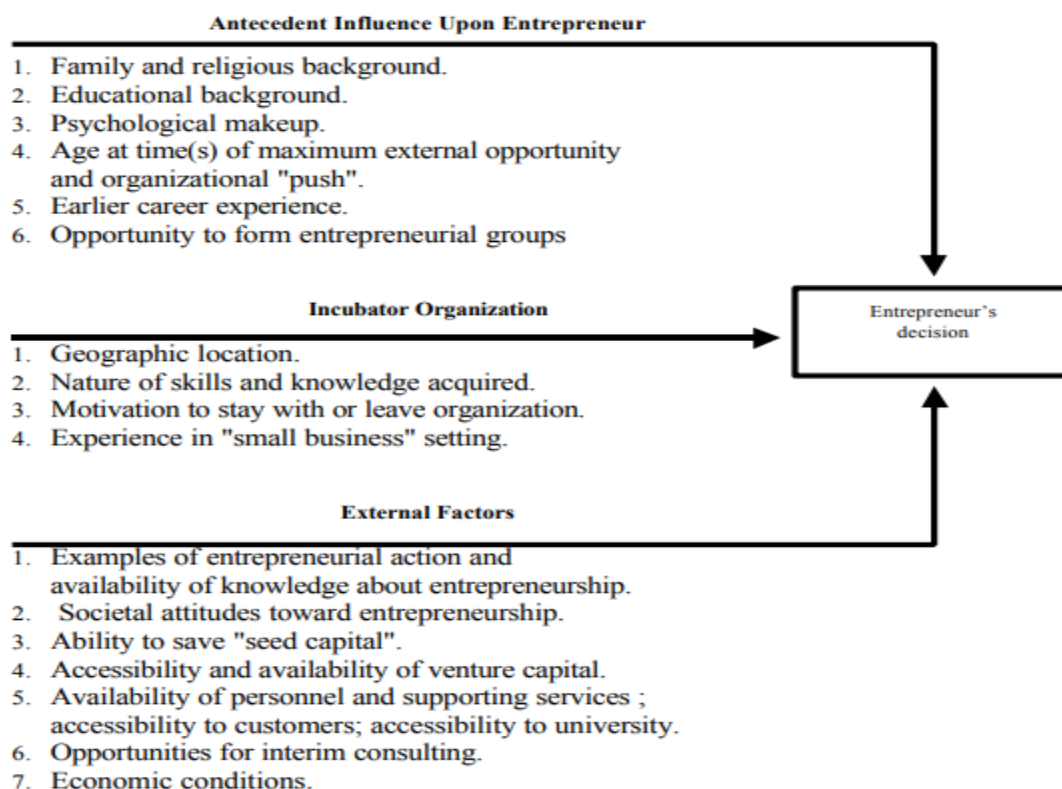 Antecedent Influence Upon Entrepreneur
1. Family and religious background.
2. Educational background.
3. Psychological makeup.
4. Age at time(s) of maximum external opportunity
and organizational "push".
5. Earlier career experience.
6. Opportunity to form entrepreneurial groups
Incubator Organization
Entrepreneur's
decision
1. Geographic location.
2. Nature of skills and knowledge acquired.
3. Motivation to stay with or leave organization.
4. Experience in "small business" setting.
External Factors
1. Examples of entrepreneurial action and
availability of knowledge about entrepreneurship.
2. Societal attitudes toward entrepreneurship.
3. Ability to save "seed capital".
4. Accessibility and availability of venture capital.
5. Availability of personnel and supporting services ;
accessibility to customers; accessibility to university.
6. Opportunities for interim consulting.
7. Economic conditions.